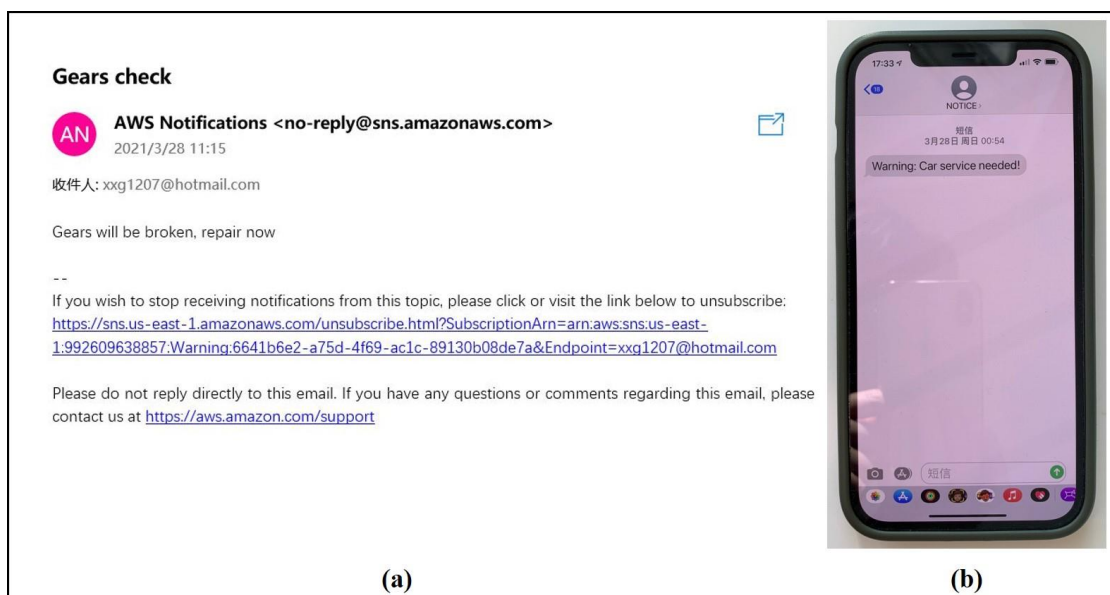 Gears check
AN
AWS Notifications <no-reply@sns.amazonaws.com>
2021/3/28 11:15
收件人: xxg1207@hotmail.com
Gears will be broken, repair now
--
If you wish to stop receiving notifications from this topic, please click or visit the link below to unsubscribe:
https://sns.us-east-1.amazonaws.com/unsubscribe.html?SubscriptionArn=arn:aws:sns:us-east-
1:992609638857:Warning:6641b6e2-a75d-4f69-ac1c-89130b08de7a&Endpoint=xxg1207@hotmail.com
Please do not reply directly to this email. If you have any questions or comments regarding this email, please
contact us at https://aws.amazon.com/support
(a)
17:33
NOTICE
短信
3月28日 周日 00:54
Warning: Car service needed!
短信
(b)